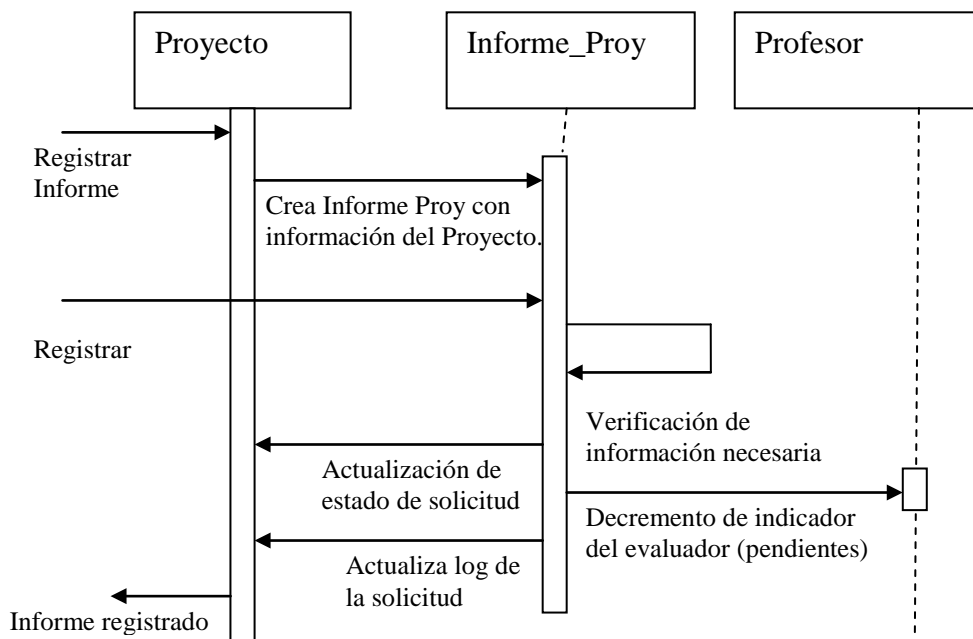 Proyecto
Informe_Proy
Profesor
Registrar
Informe
Crea Informe Proy con
información del Proyecto.
Registrar
Verificación de
información necesaria
Actualización de
estado de solicitud
Decremento de indicador
del evaluador (pendientes)
Actualiza log de
la solicitud
Informe registrado